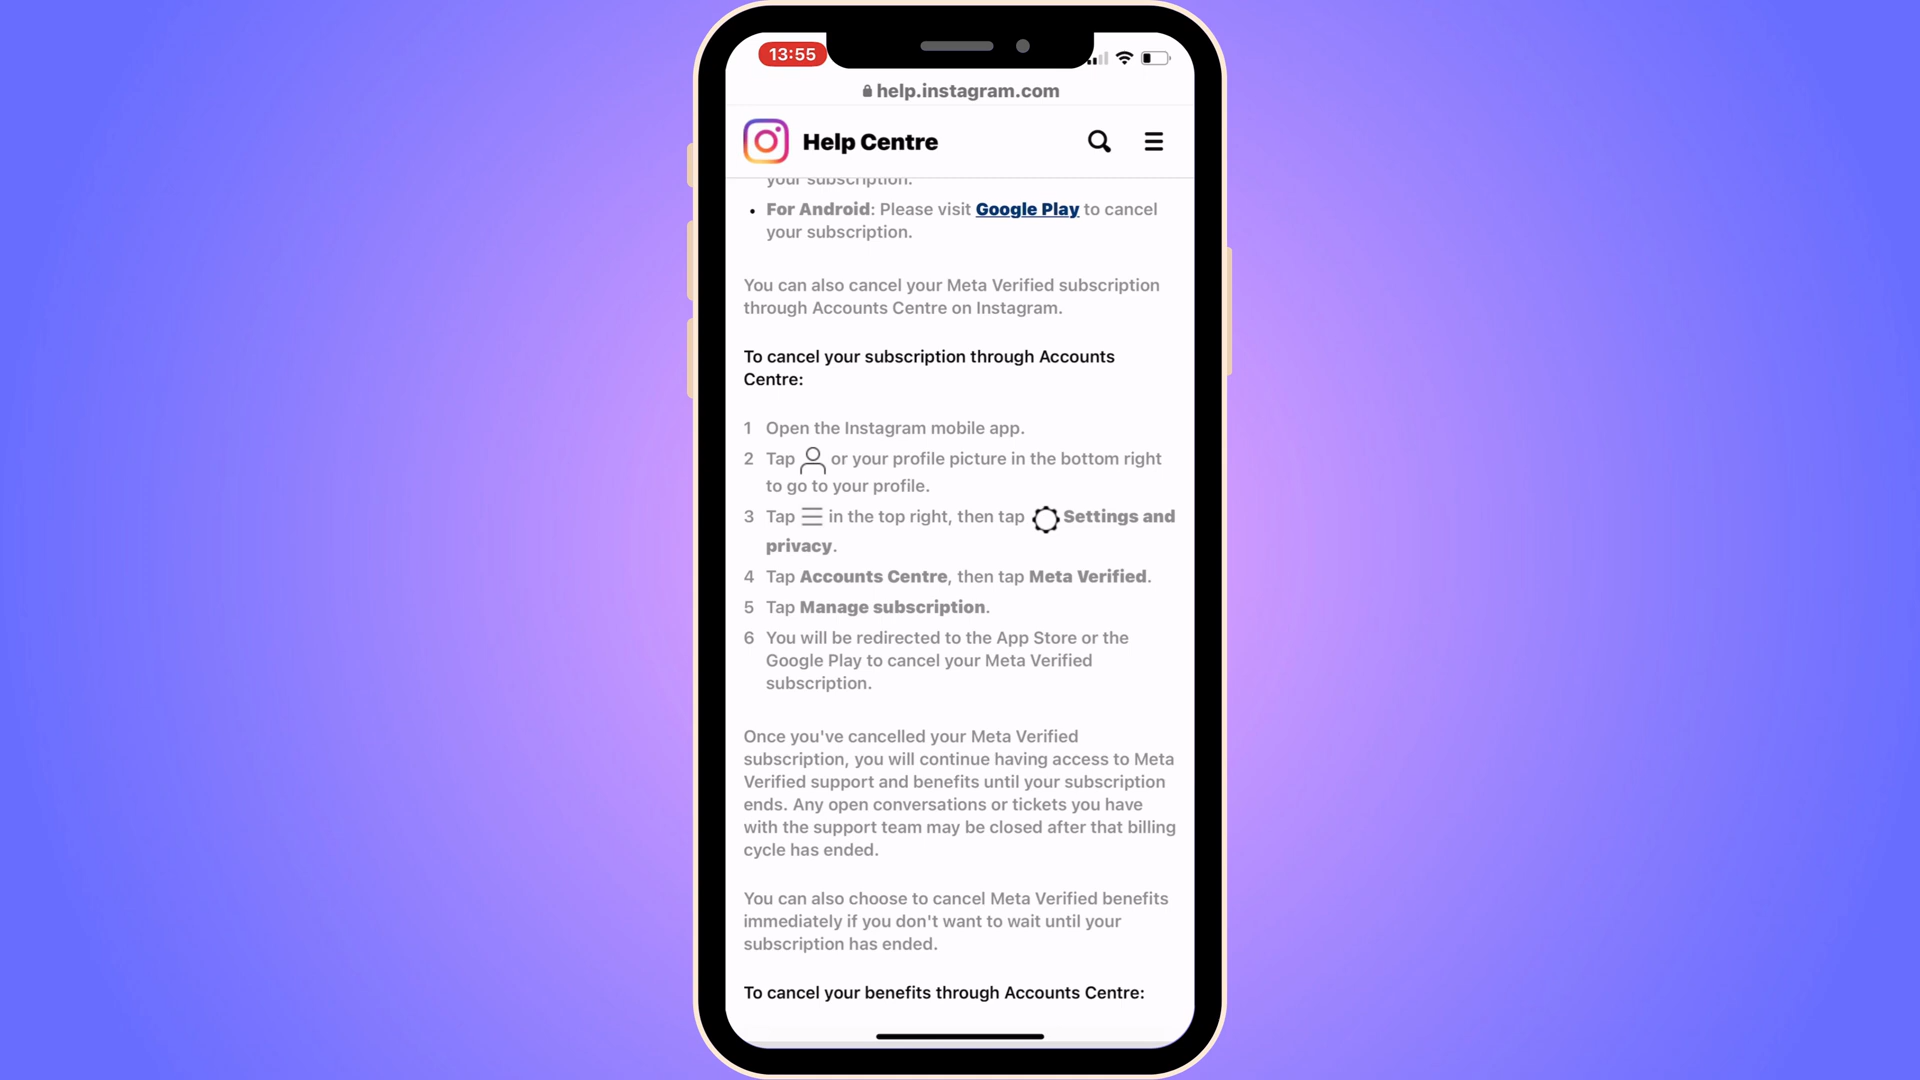 13:55
help.instagram.com
Help Centre
your subscription.
• For Android: Please visit Google Play to cancel
your subscription.
You can also cancel your Meta Verified subscription
through Accounts Centre on Instagram.
To cancel your subscription through Accounts
Centre:
1 Open the Instagram mobile app.
2 Tap or your profile picture in the bottom right
to go to your profile.
3 Tap in the top right, then tap Settings and
privacy.
4 Tap Accounts Centre, then tap Meta Verified.
5 Tap Manage subscription.
6 You will be redirected to the App Store or the
Google Play to cancel your Meta Verified
subscription.
Once you've cancelled your Meta Verified
subscription, you will continue having access to Meta
Verified support and benefits until your subscription
ends. Any open conversations or tickets you have
with the support team may be closed after that billing
cycle has ended.
You can also choose to cancel Meta Verified benefits
immediately if you don't want to wait until your
subscription has ended.
To cancel your benefits through Accounts Centre: